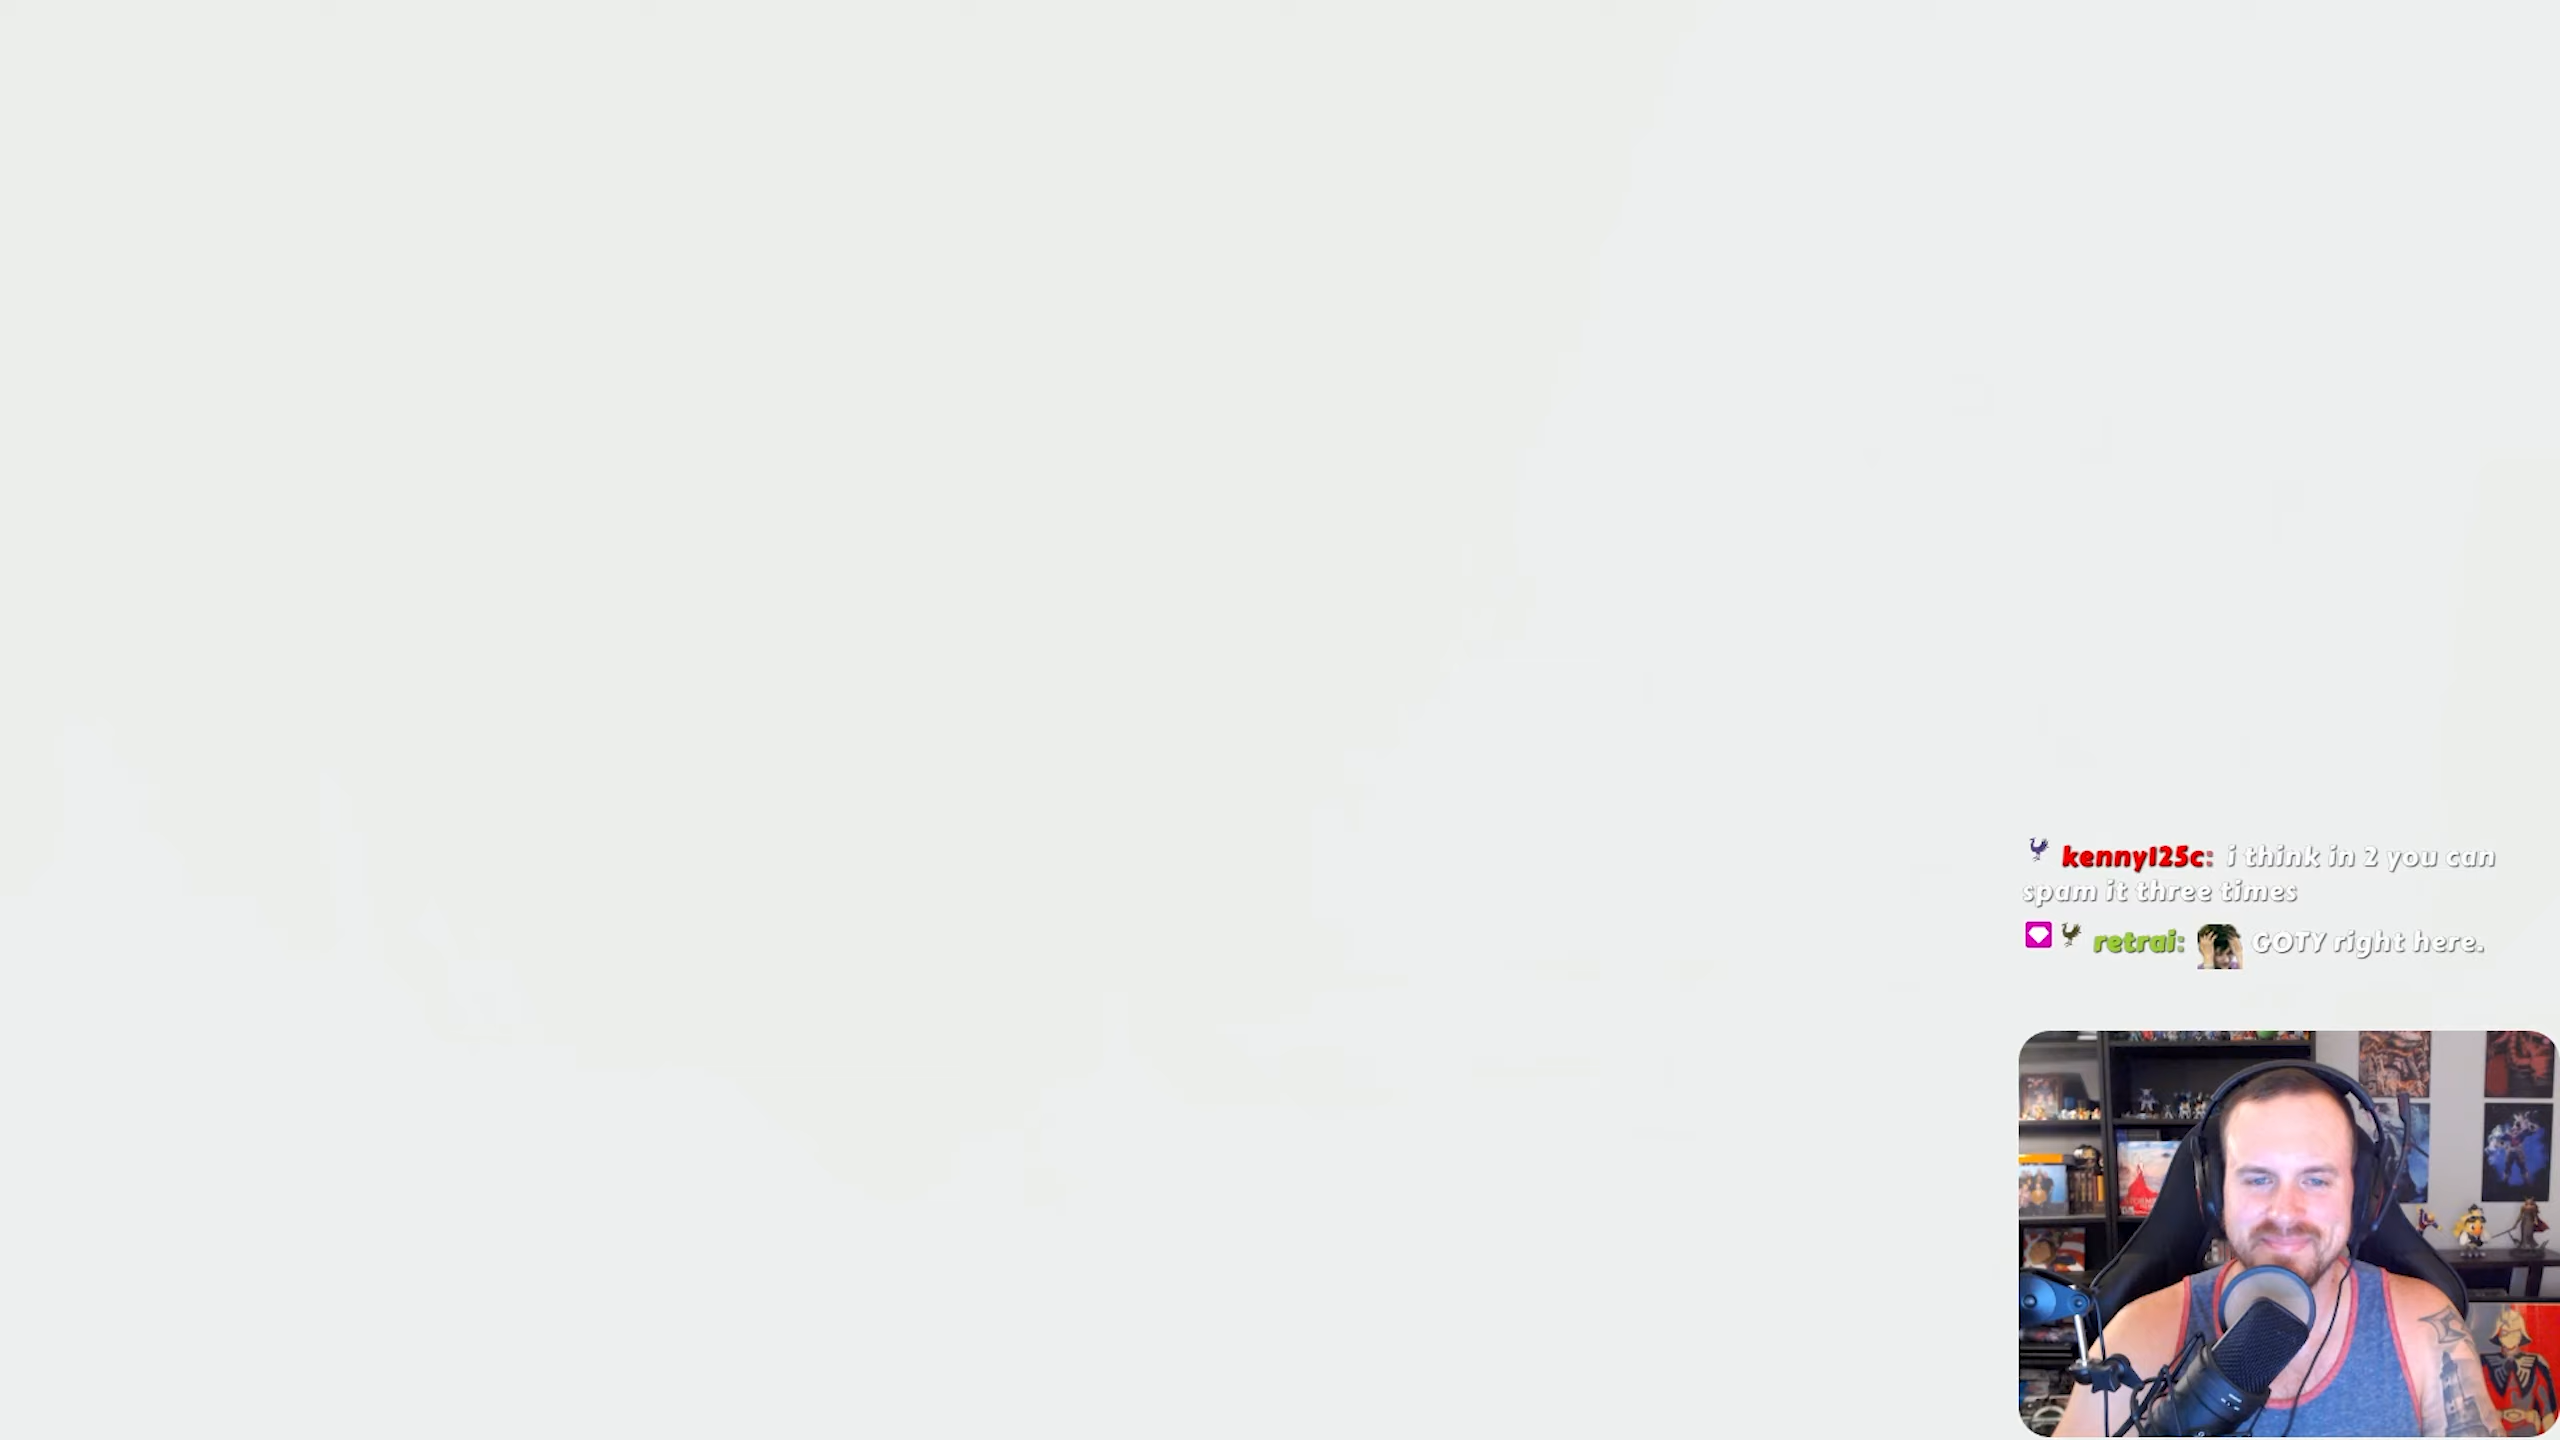 kenny125c: i think in 2 you can
spam it three times
retrai: GOTY right here.